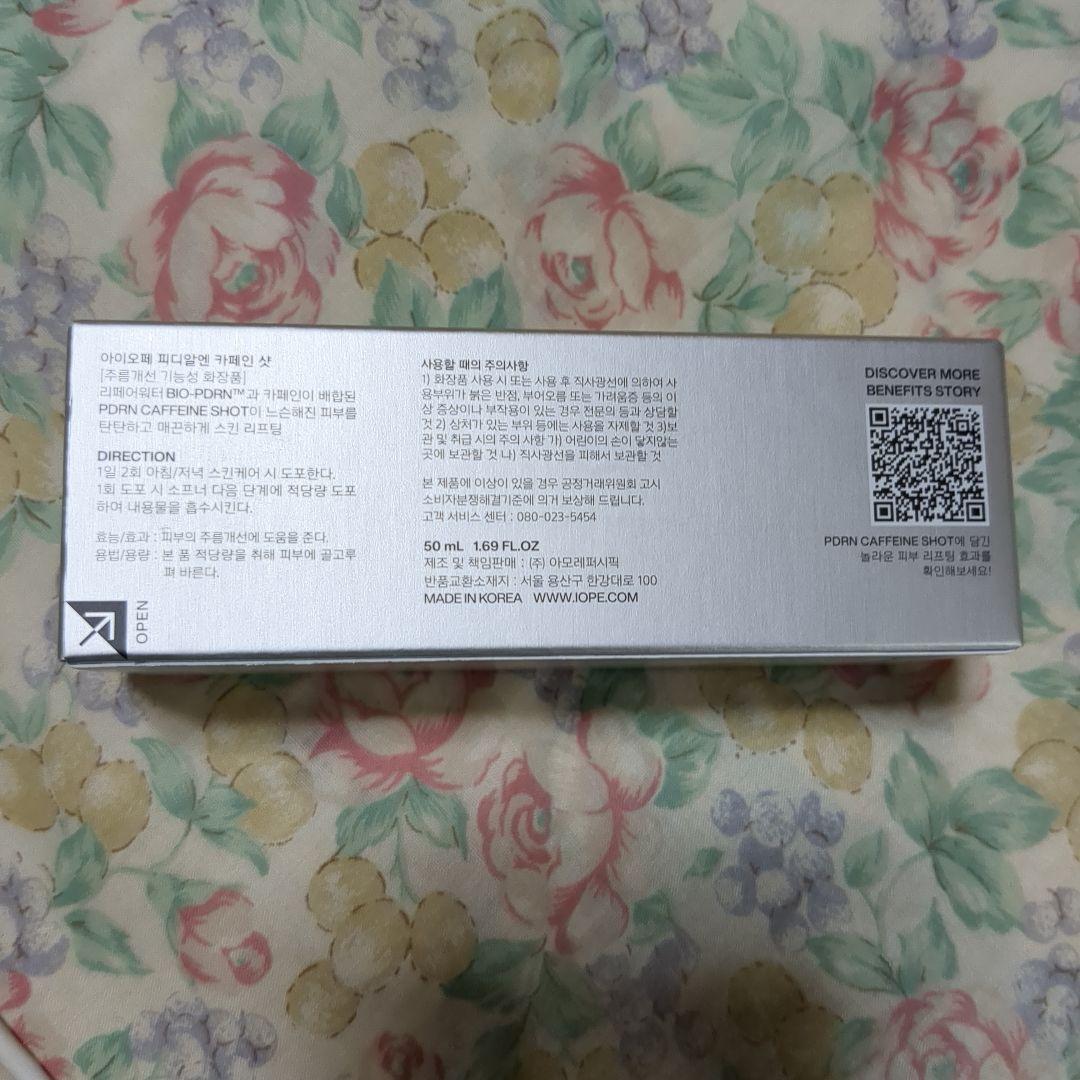 아이오페 피디알엔 카페인 샷
[주름개선 기능성 화장품]
리페어워터 BIO-PDRN™과 카페인이 배합된
PDRN CAFFEINE SHOT이 느슨해진 피부를
탄탄하고 매끈하게 스킨 리프팅
DIRECTION
1일 2회 아침/저녁 스킨케어 시 도포한다.
1회 도포 시 소프너 다음 단계에 적당량 도포
하여 내용물을 흡수시킨다.
효능/효과 : 피부의 주름개선에 도움을 준다.
용법/용량 : 본 품 적당량을 취해 피부에 골고루
펴 바른다.
OPEN
사용할 때의 주의사항
1) 화장품 사용 시 또는 사용 후 직사광선에 의하여 사
용부위가 붉은 반점, 부어오름 또는 가려움증 등의 이
상 증상이나 부작용이 있는 경우 전문의 등과 상담할
것 2) 상처가 있는 부위 등에는 사용을 자제할 것 3)보
관 및 취급 시의 주의 사항 가) 어린이의 손이 닿지않는
곳에 보관할 것 나) 직사광선을 피해서 보관할 것
본 제품에 이상이 있을 경우 공정거래위원회 고시
소비자분쟁해결기준에 의거 보상해 드립니다.
고객 서비스 센터 : 080-023-5454
50 mL 1.69 FL.OZ
제조 및 책임판매 : (주) 아모레퍼시픽
반품교환소재지 : 서울 용산구 한강대로 100
MADE IN KOREA WWW.IOPE.COM
DISCOVER MORE
BENEFITS STORY
PDRN CAFFEINE SHOT에 담긴
놀라운 피부 리프팅 효과를
확인해보세요!